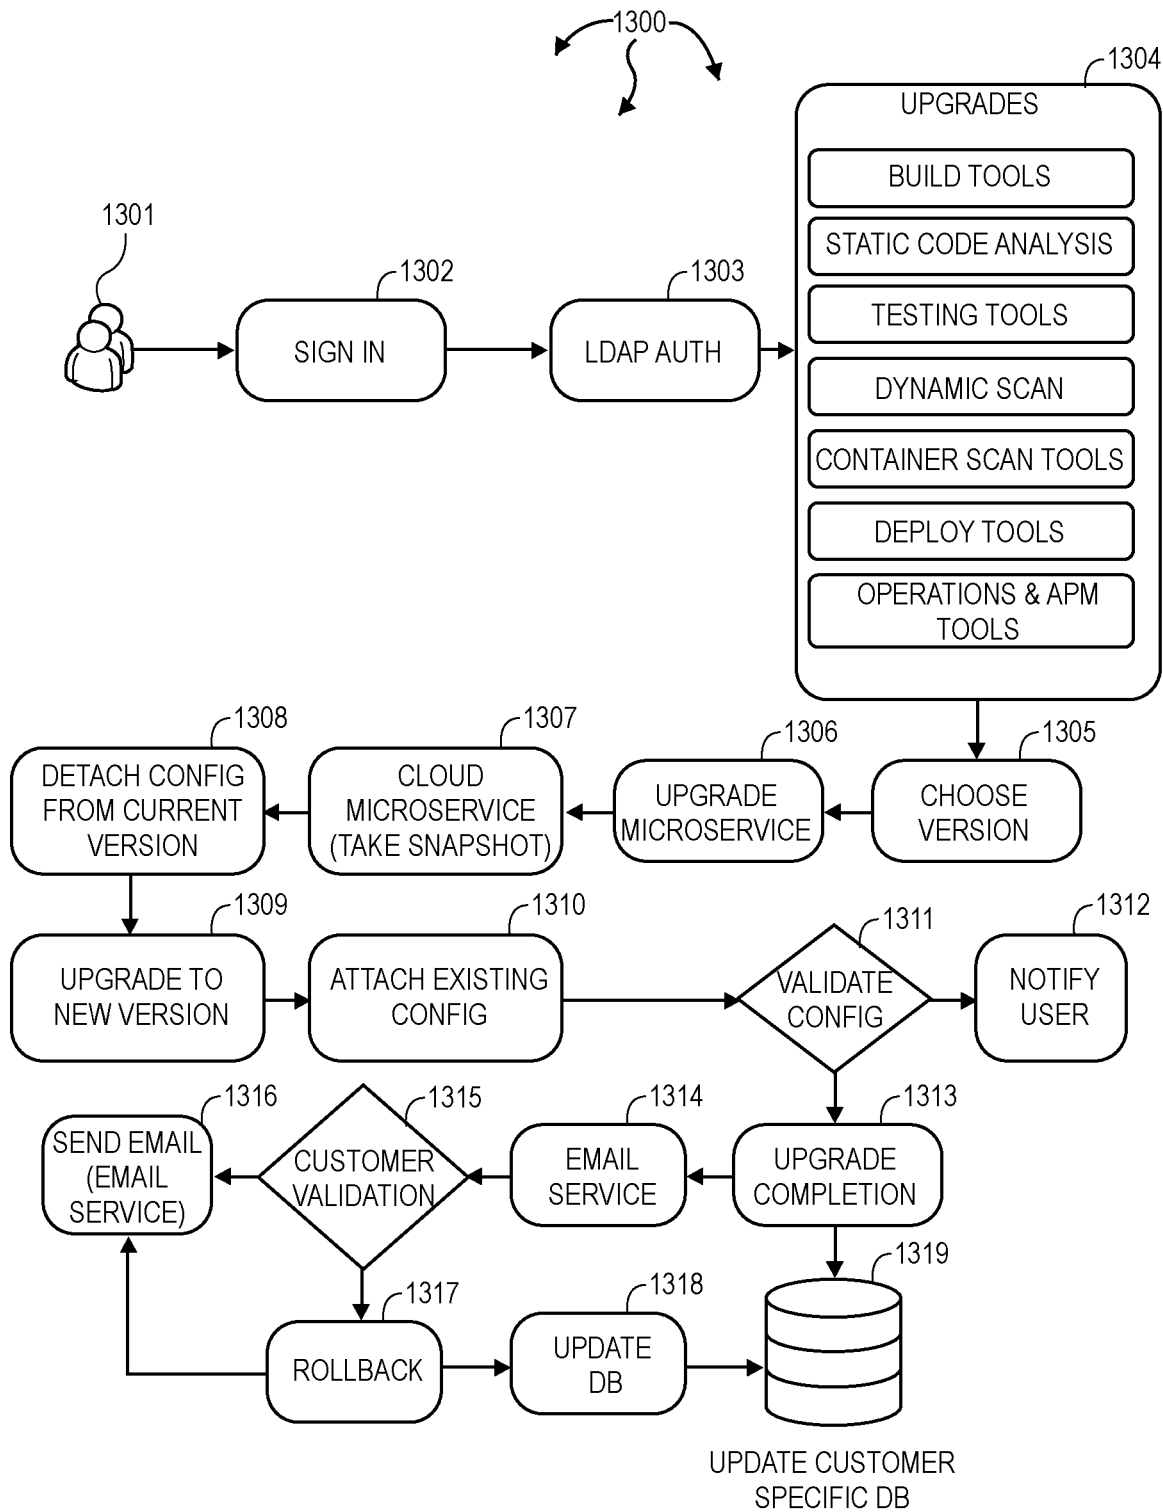 1300
1304
UPGRADES
BUILD TOOLS
STATIC CODE ANALYSIS
TESTING TOOLS
DYNAMIC SCAN
CONTAINER SCAN TOOLS
DEPLOY TOOLS
OPERATIONS & APM
TOOLS
1301
1302
SIGN IN
1303
LDAP AUTH
1305
CHOOSE
VERSION
1306
UPGRADE
MICROSERVICE
1307
CLOUD
MICROSERVICE
(TAKE SNAPSHOT)
1308
DETACH CONFIG
FROM CURRENT
VERSION
1309
UPGRADE TO
NEW VERSION
1310
ATTACH EXISTING
CONFIG
1311
VALIDATE
CONFIG
1312
NOTIFY
USER
1313
UPGRADE
COMPLETION
1314
EMAIL
SERVICE
1315
CUSTOMER
VALIDATION
1316
SEND EMAIL
(EMAIL
SERVICE)
1317
ROLLBACK
1318
UPDATE
DB
1319
UPDATE CUSTOMER
SPECIFIC DB